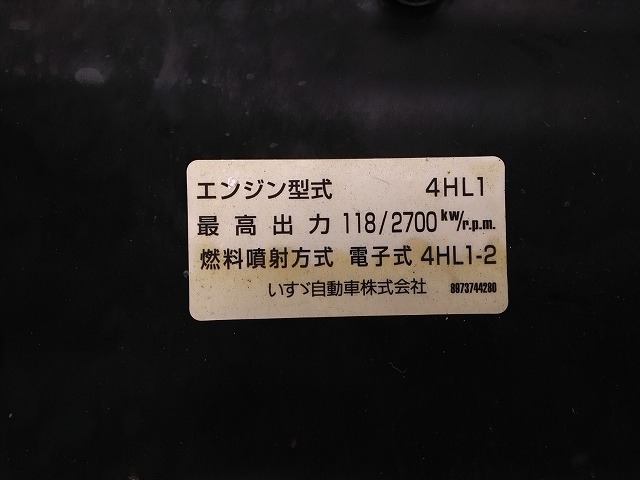 エンジン型式 4HL1
最高出力 118/2700 kw/r.p.m.
燃料噴射方式 電子式 4HL1-2
いすゞ自動車株式会社 8973744280